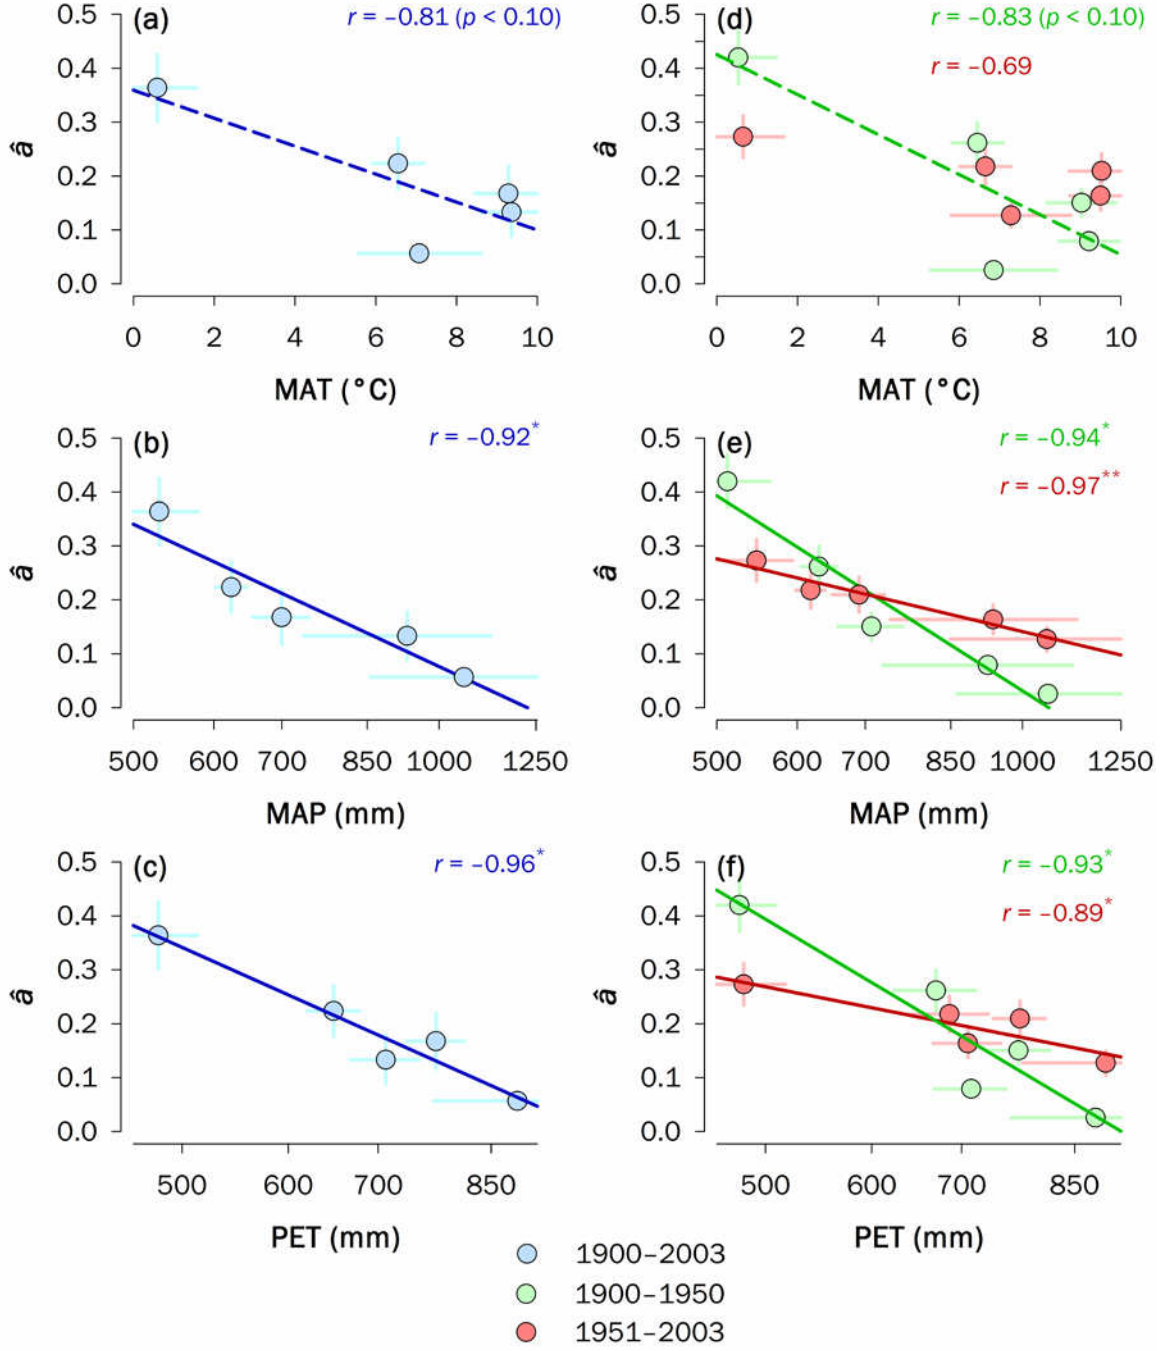 (a) r = −0.81 (p < 0.10)
0.5
0.4
0.3
0.2
0.1
0.0
â
0 2 4 6 8 10
MAT (°C)
(d) r = −0.83 (p < 0.10)
r = −0.69
0.5
0.4
0.3
0.2
0.1
0.0
â
0 2 4 6 8 10
MAT (°C)
(b) r = −0.92*
0.5
0.4
0.3
0.2
0.1
0.0
â
500 600 700 850 1000 1250
MAP (mm)
(e) r = −0.94*
r = −0.97**
0.5
0.4
0.3
0.2
0.1
0.0
â
500 600 700 850 1000 1250
MAP (mm)
(c) r = −0.96*
0.5
0.4
0.3
0.2
0.1
0.0
â
500 600 700 850
PET (mm)
(f) r = −0.93*
r = −0.89*
0.5
0.4
0.3
0.2
0.1
0.0
â
500 600 700 850
PET (mm)
1900–2003
1900–1950
1951–2003